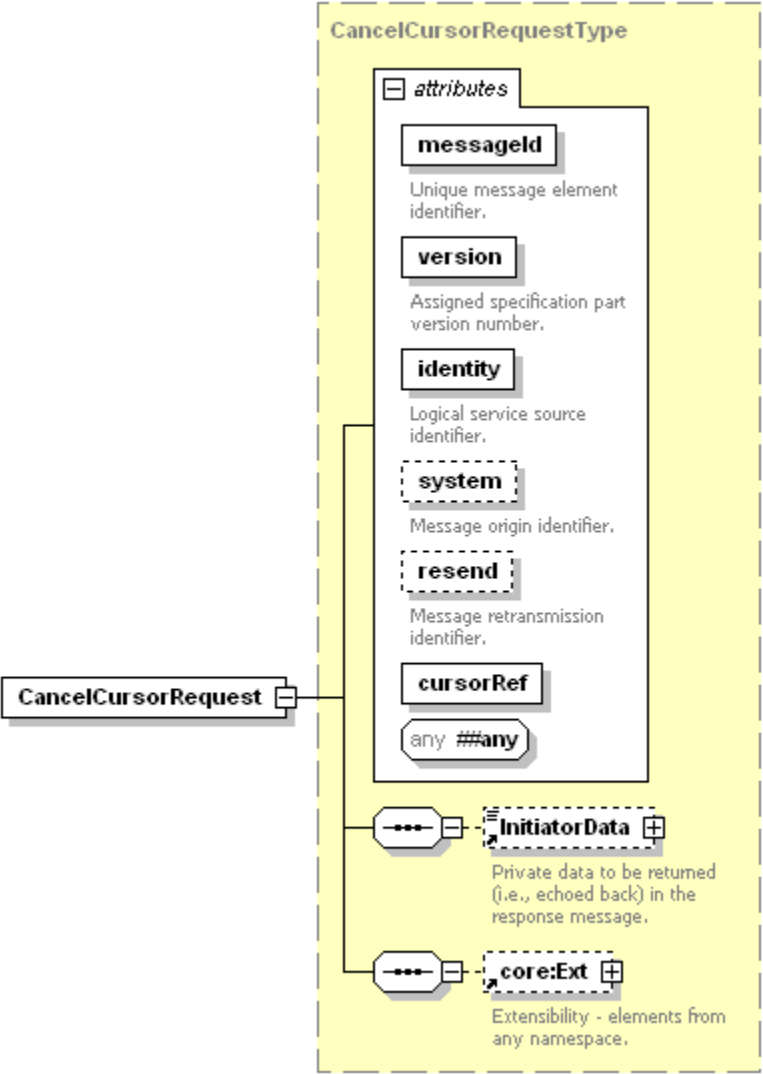 CancelCursorRequestType
attributes
messageId
Unique message element
identifier.
version
Assigned specification part
version number.
identity
Logical service source
identifier.
system
Message origin identifier.
resend
Message retransmission
identifier.
CancelCursorRequest
cursorRef
any ##any
InitiatorData
Private data to be returned
(i.e., echoed back) in the
response message.
core:Ext
Extensibility - elements from
any namespace.